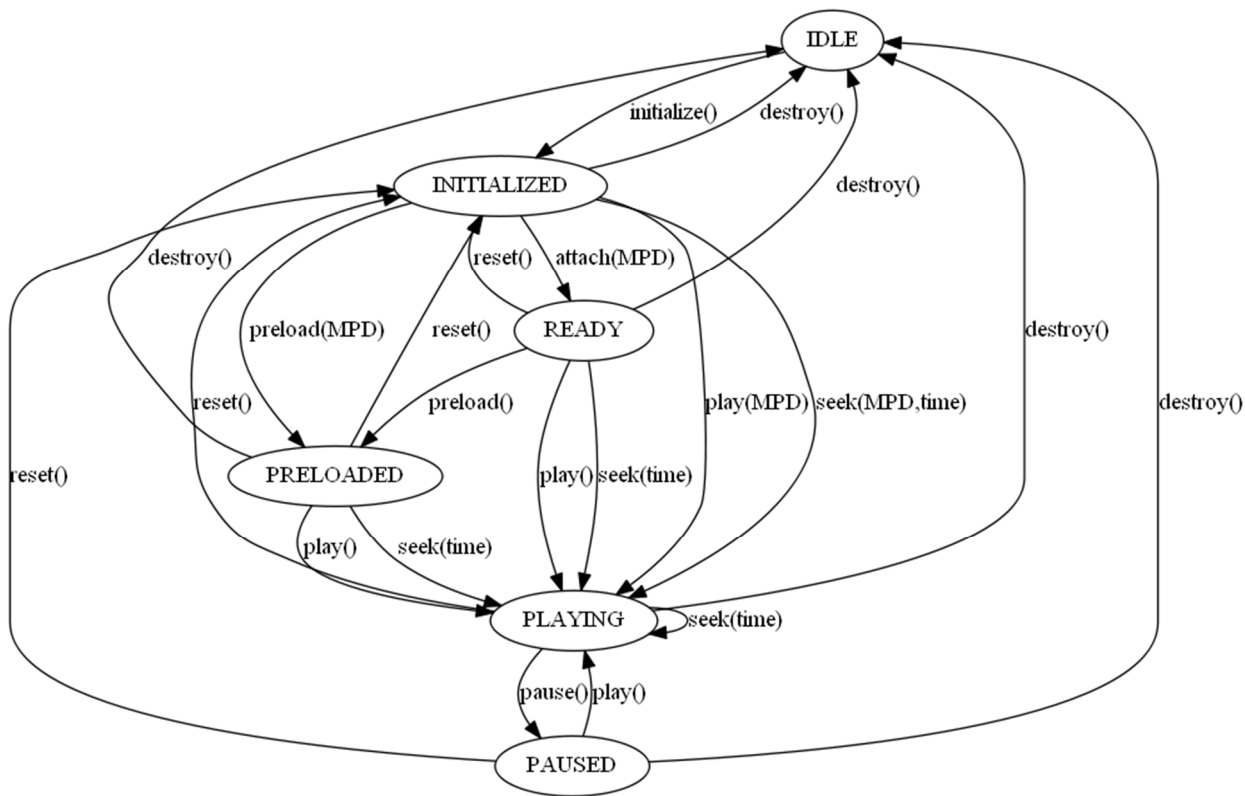 IDLE
initialize()
destroy()
destroy()
INITIALIZED
destroy()
reset()
attach(MPD)
preload(MPD)
reset()
READY
destroy()
reset()
preload()
play(MPD)
seek(MPD,time)
destroy()
reset()
PRELOADED
play()
seek(time)
play()
seek(time)
PLAYING
seek(time)
pause()
play()
PAUSED